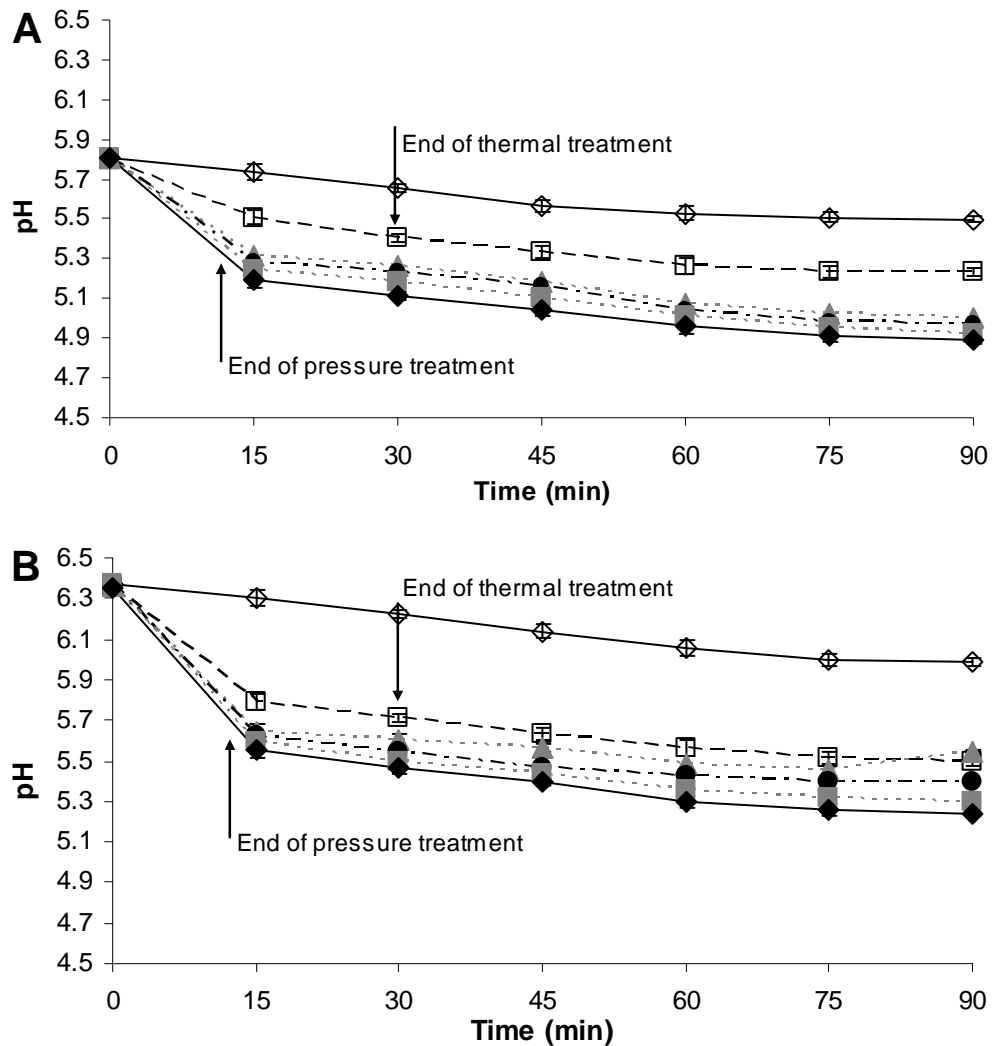 A
6.5
6.3
6.1
5.9
5.7
5.5
5.3
5.1
4.9
4.7
4.5
pH
End of thermal treatment
End of pressure treatment
0 15 30 45 60 75 90
Time (min)
B
6.5
6.3
6.1
5.9
5.7
5.5
5.3
5.1
4.9
4.7
4.5
pH
End of thermal treatment
End of pressure treatment
0 15 30 45 60 75 90
Time (min)